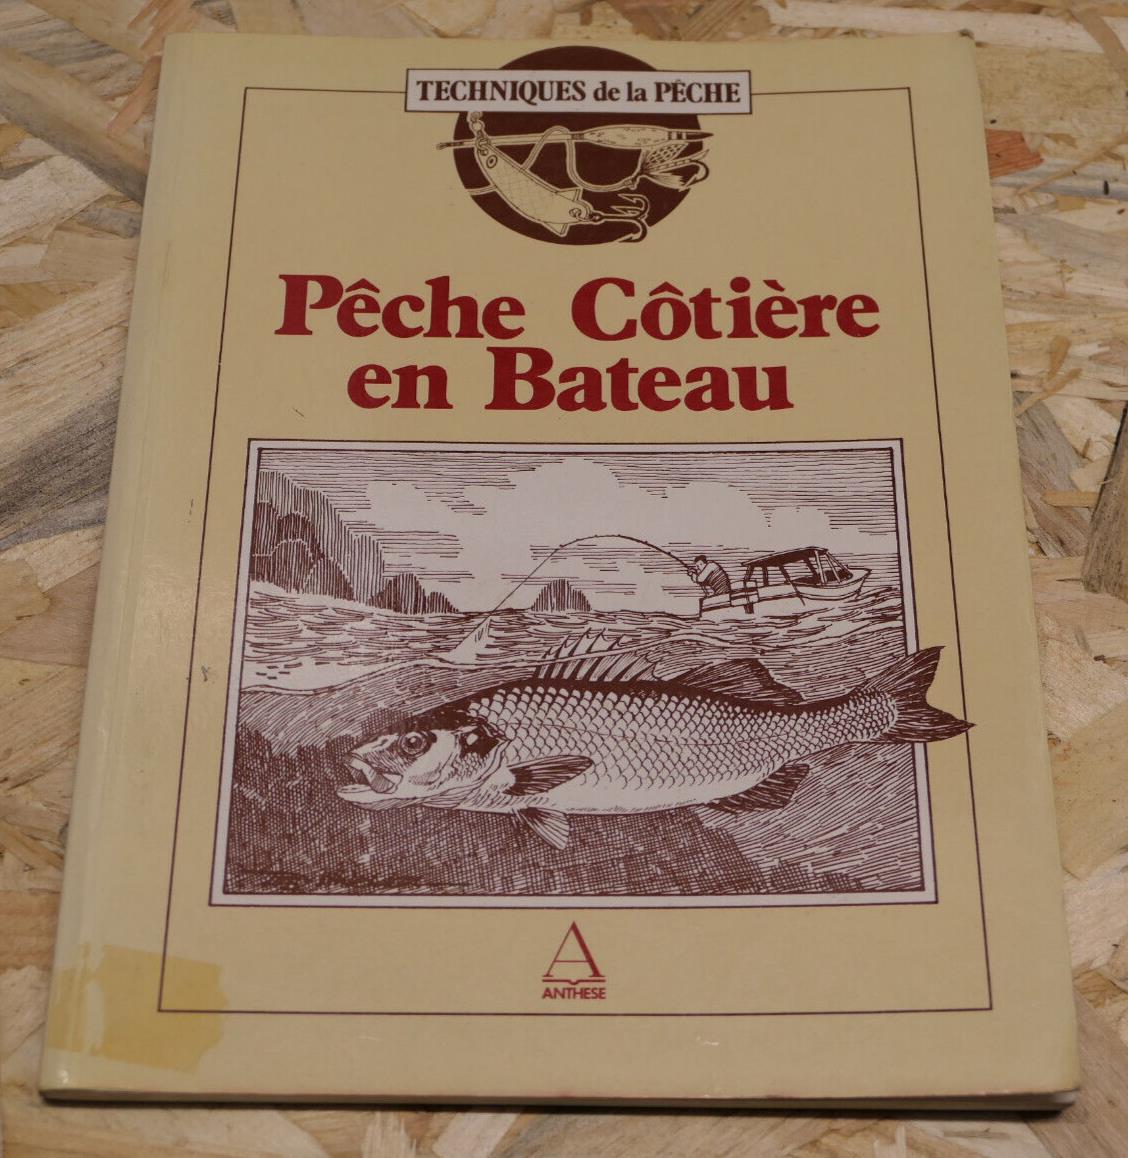 TECHNIQUES de la PÊCHE
Pêche Côtière
en Bateau
A
ANTHESE